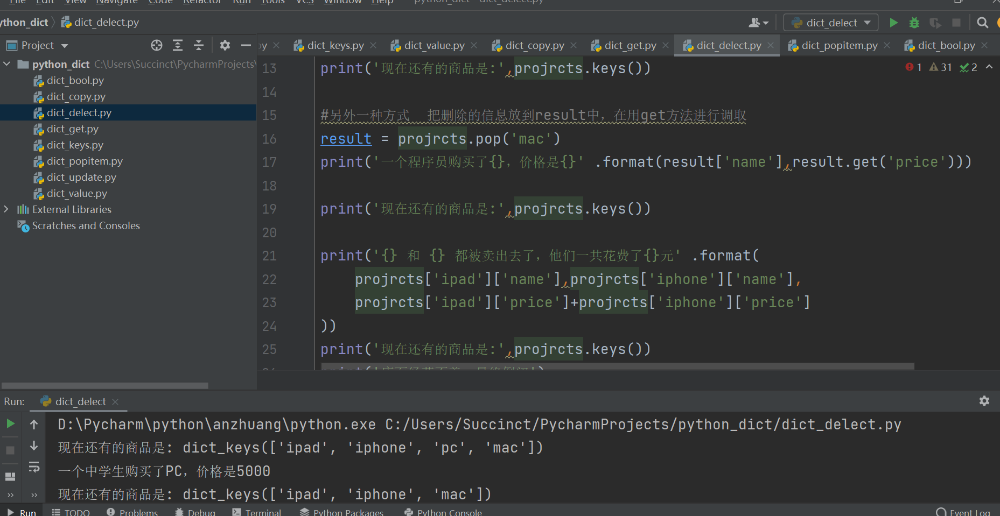 File Edit View Navigate Code Refactor Run Tools VCS Window Help python_dict - dict_delect.py
ython_dict dict_delect.py dict_delect
Project
py dict_keys.py dict_value.py dict_copy.py dict_get.py dict_delect.py dict_popitem.py dict_bool.py
python_dict C:\Users\Succinct\PycharmProjects\
dict_bool.py
dict_copy.py
dict_delect.py
dict_get.py
dict_keys.py
dict_popitem.py
dict_update.py
dict_value.py
External Libraries
Scratches and Consoles
1 31 2
13 print('现在还有的商品是:',projrcts.keys())
14
15 #另外一种方式  把删除的信息放到result中，在用get方法进行调取
16 result = projrcts.pop('mac')
17 print('一个程序员购买了{}，价格是{}' .format(result['name'],result.get('price')))
18
19 print('现在还有的商品是:',projrcts.keys())
20
21 print('{} 和 {} 都被卖出去了，他们一共花费了{}元' .format(
22 projrcts['ipad']['name'],projrcts['iphone']['name'],
23 projrcts['ipad']['price']+projrcts['iphone']['price']
24 ))
25 print('现在还有的商品是:',projrcts.keys())
Run: dict_delect
D:\Pycharm\python\anzhuang\python.exe C:/Users/Succinct/PycharmProjects/python_dict/dict_delect.py
现在还有的商品是: dict_keys(['ipad', 'iphone', 'pc', 'mac'])
一个中学生购买了PC，价格是5000
现在还有的商品是: dict_keys(['ipad', 'iphone', 'mac'])
Run TODO Problems Debug Terminal Python Packages Python Console Event Log